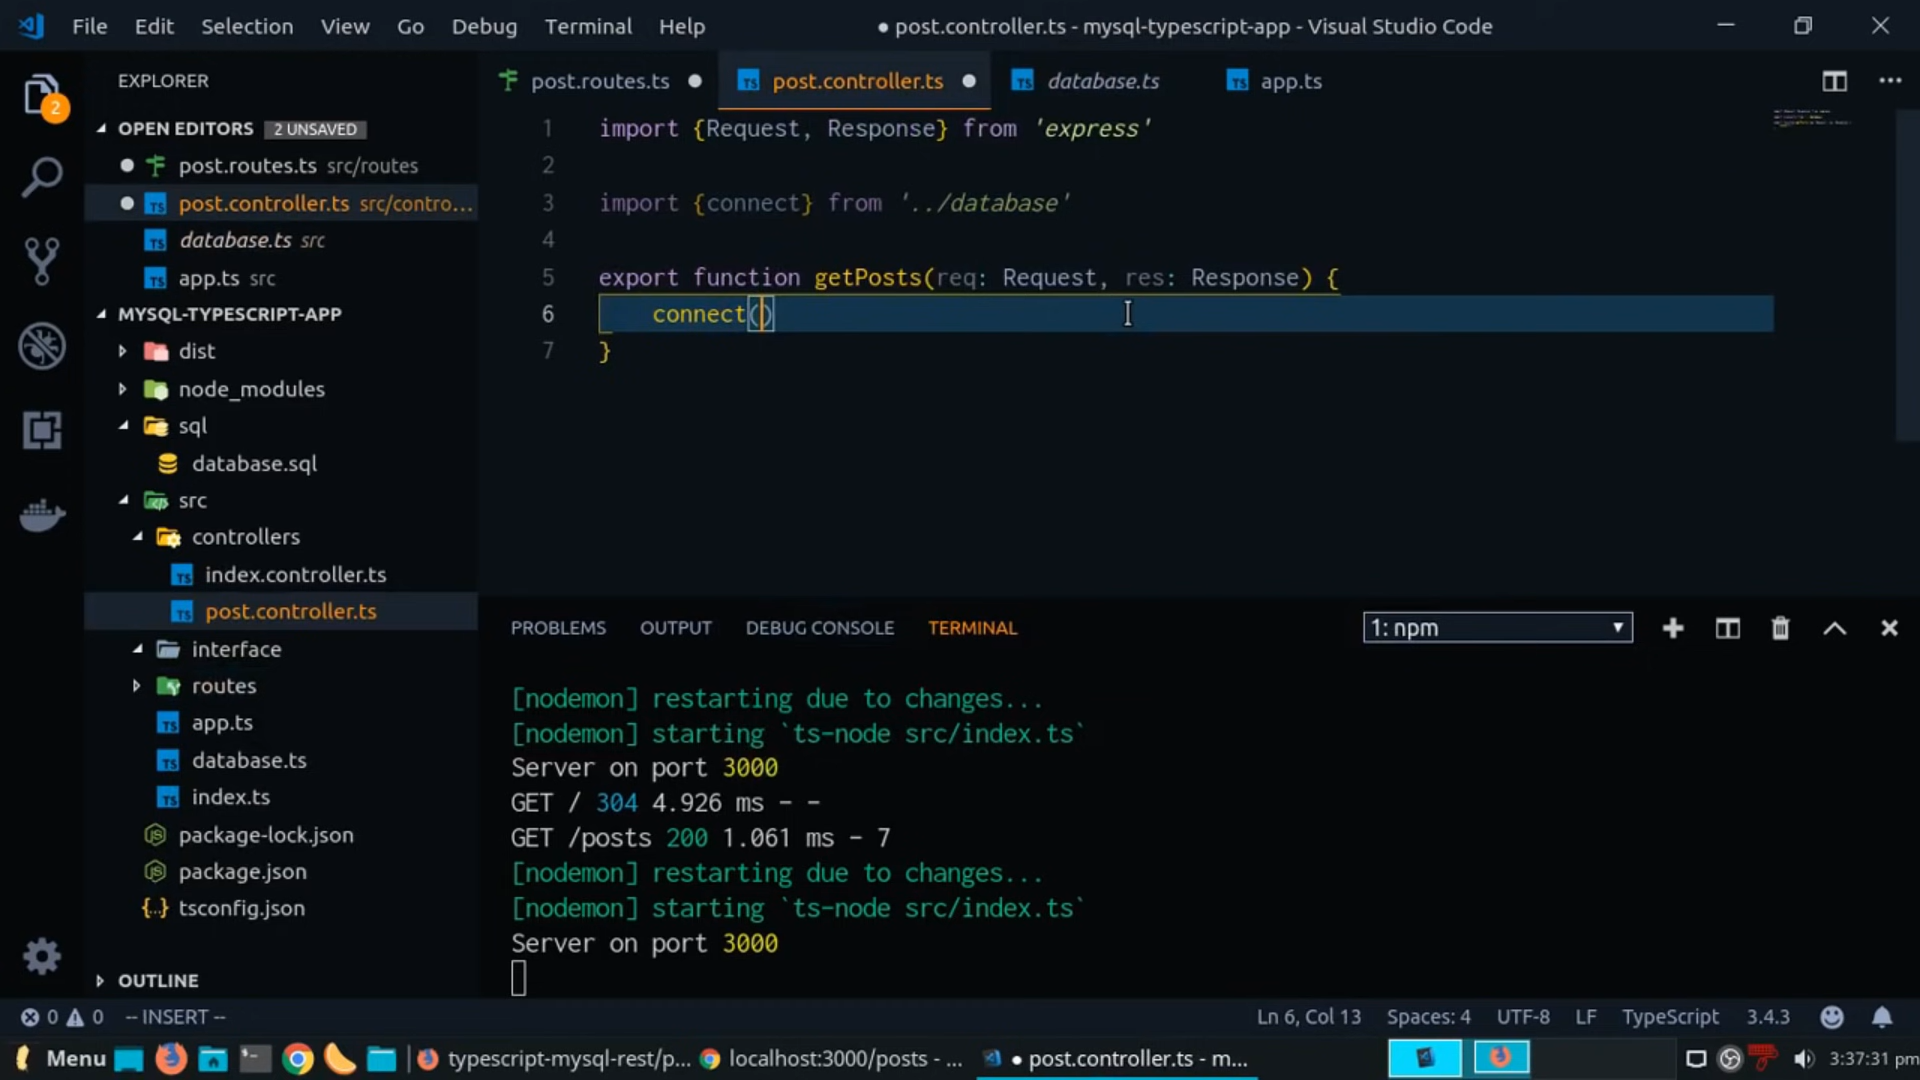 File Edit Selection View Go Debug Terminal Help
● post.controller.ts - mysql-typescript-app - Visual Studio Code
EXPLORER
OPEN EDITORS 2 UNSAVED
post.routes.ts src/routes
post.controller.ts src/contro...
database.ts src
app.ts src
MYSQL-TYPESCRIPT-APP
dist
node_modules
sql
database.sql
src
controllers
index.controller.ts
post.controller.ts
interface
routes
app.ts
database.ts
index.ts
package-lock.json
package.json
tsconfig.json
OUTLINE
2
post.routes.ts
post.controller.ts
database.ts
app.ts
1 import {Request, Response} from 'express'
2
3 import {connect} from '../database'
4
5 export function getPosts(req: Request, res: Response) {
6 connect()
7 }
PROBLEMS OUTPUT DEBUG CONSOLE TERMINAL
1: npm
[nodemon] restarting due to changes...
[nodemon] starting `ts-node src/index.ts`
Server on port 3000
GET / 304 4.926 ms - -
GET /posts 200 1.061 ms - 7
[nodemon] restarting due to changes...
[nodemon] starting `ts-node src/index.ts`
Server on port 3000
0 0 -- INSERT --
Ln 6, Col 13 Spaces: 4 UTF-8 LF TypeScript 3.4.3
Menu
typescript-mysql-rest/p...
localhost:3000/posts - ...
● post.controller.ts - m...
3:37:31 pm